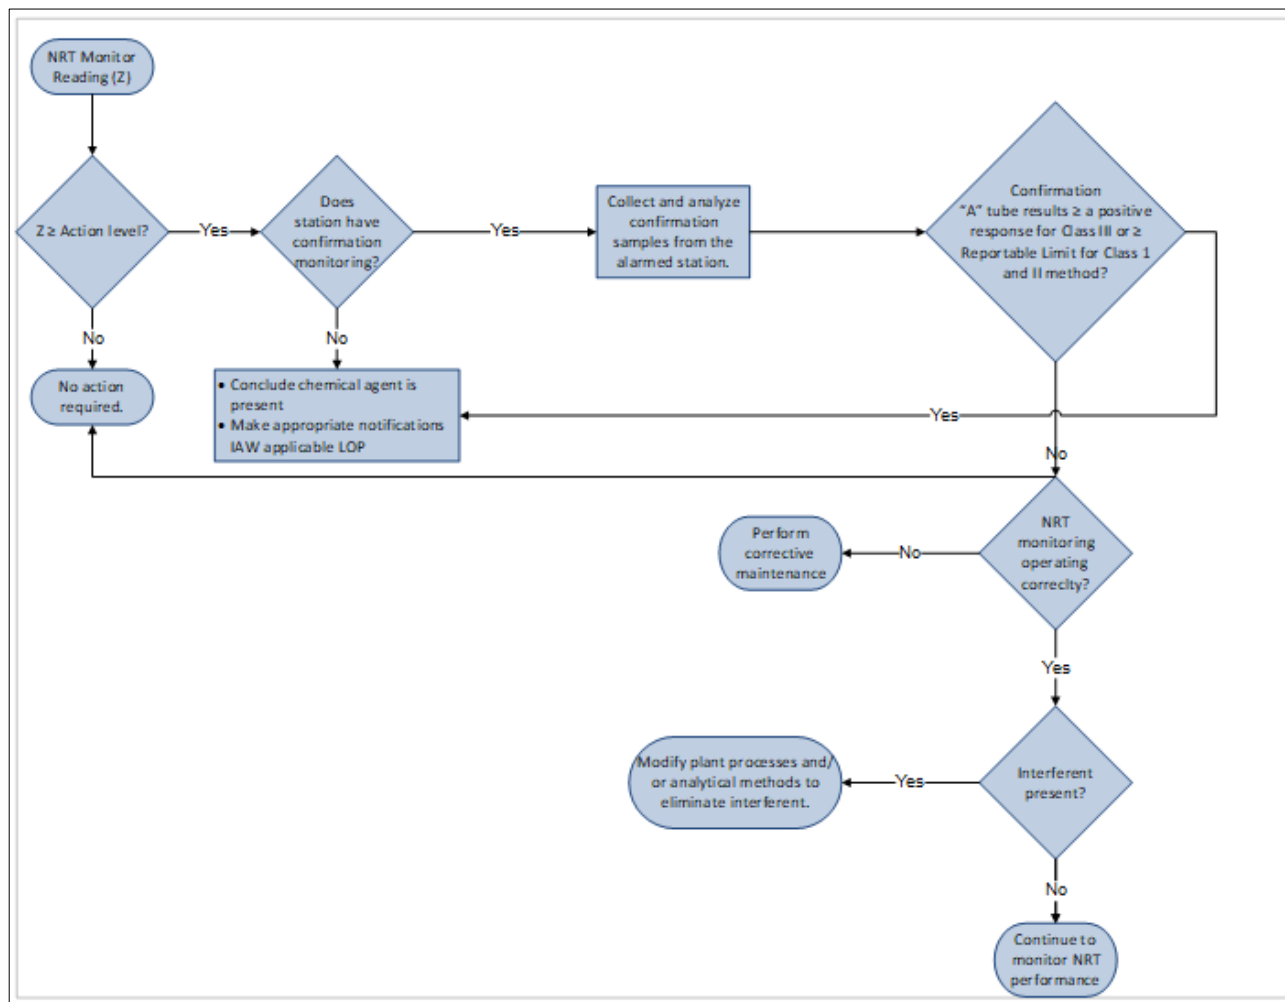 NRT Monitor
Reading (Z)
Z ≥ Action level?
Yes
Does
station have
confirmation
monitoring?
Yes
Collect and analyze
confirmation
samples from the
alarmed station.
Confirmation
"A" tube results ≥ a positive
response for Class III or ≥
Reportable Limit for Class 1
and II method?
No
No
No action
required.
• Conclude chemical agent is
present
• Make appropriate notifications
IAW applicable LOP
Yes
No
NRT
monitoring
operating
correclty?
No
Perform
corrective
maintenance
Yes
Interferent
present?
Yes
Modify plant processes and/
or analytical methods to
eliminate interferent.
No
Continue to
monitor NRT
performance